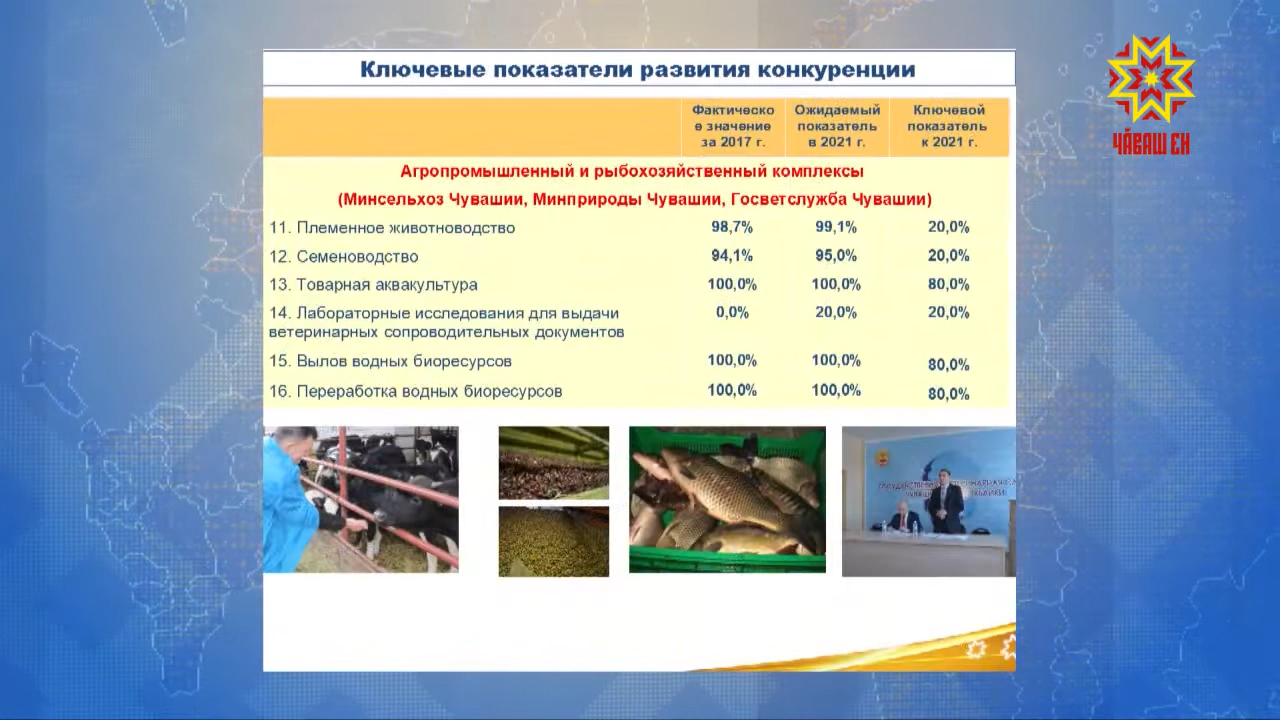 Ключевые показатели развития конкуренции
ЧӐВАШ ЕН
Фактическо
е значение
за 2017 г.
Ожидаемый
показатель
в 2021 г.
Ключевой
показатель
к 2021 г.
Агропромышленный и рыбохозяйственный комплексы
(Минсельхоз Чувашии, Минприроды Чувашии, Госветслужба Чувашии)
11. Племенное животноводство 98,7% 99,1% 20,0%
12. Семеноводство 94,1% 95,0% 20,0%
13. Товарная аквакультура 100,0% 100,0% 80,0%
14. Лабораторные исследования для выдачи 0,0% 20,0% 20,0%
ветеринарных сопроводительных документов
15. Вылов водных биоресурсов 100,0% 100,0% 80,0%
16. Переработка водных биоресурсов 100,0% 100,0% 80,0%